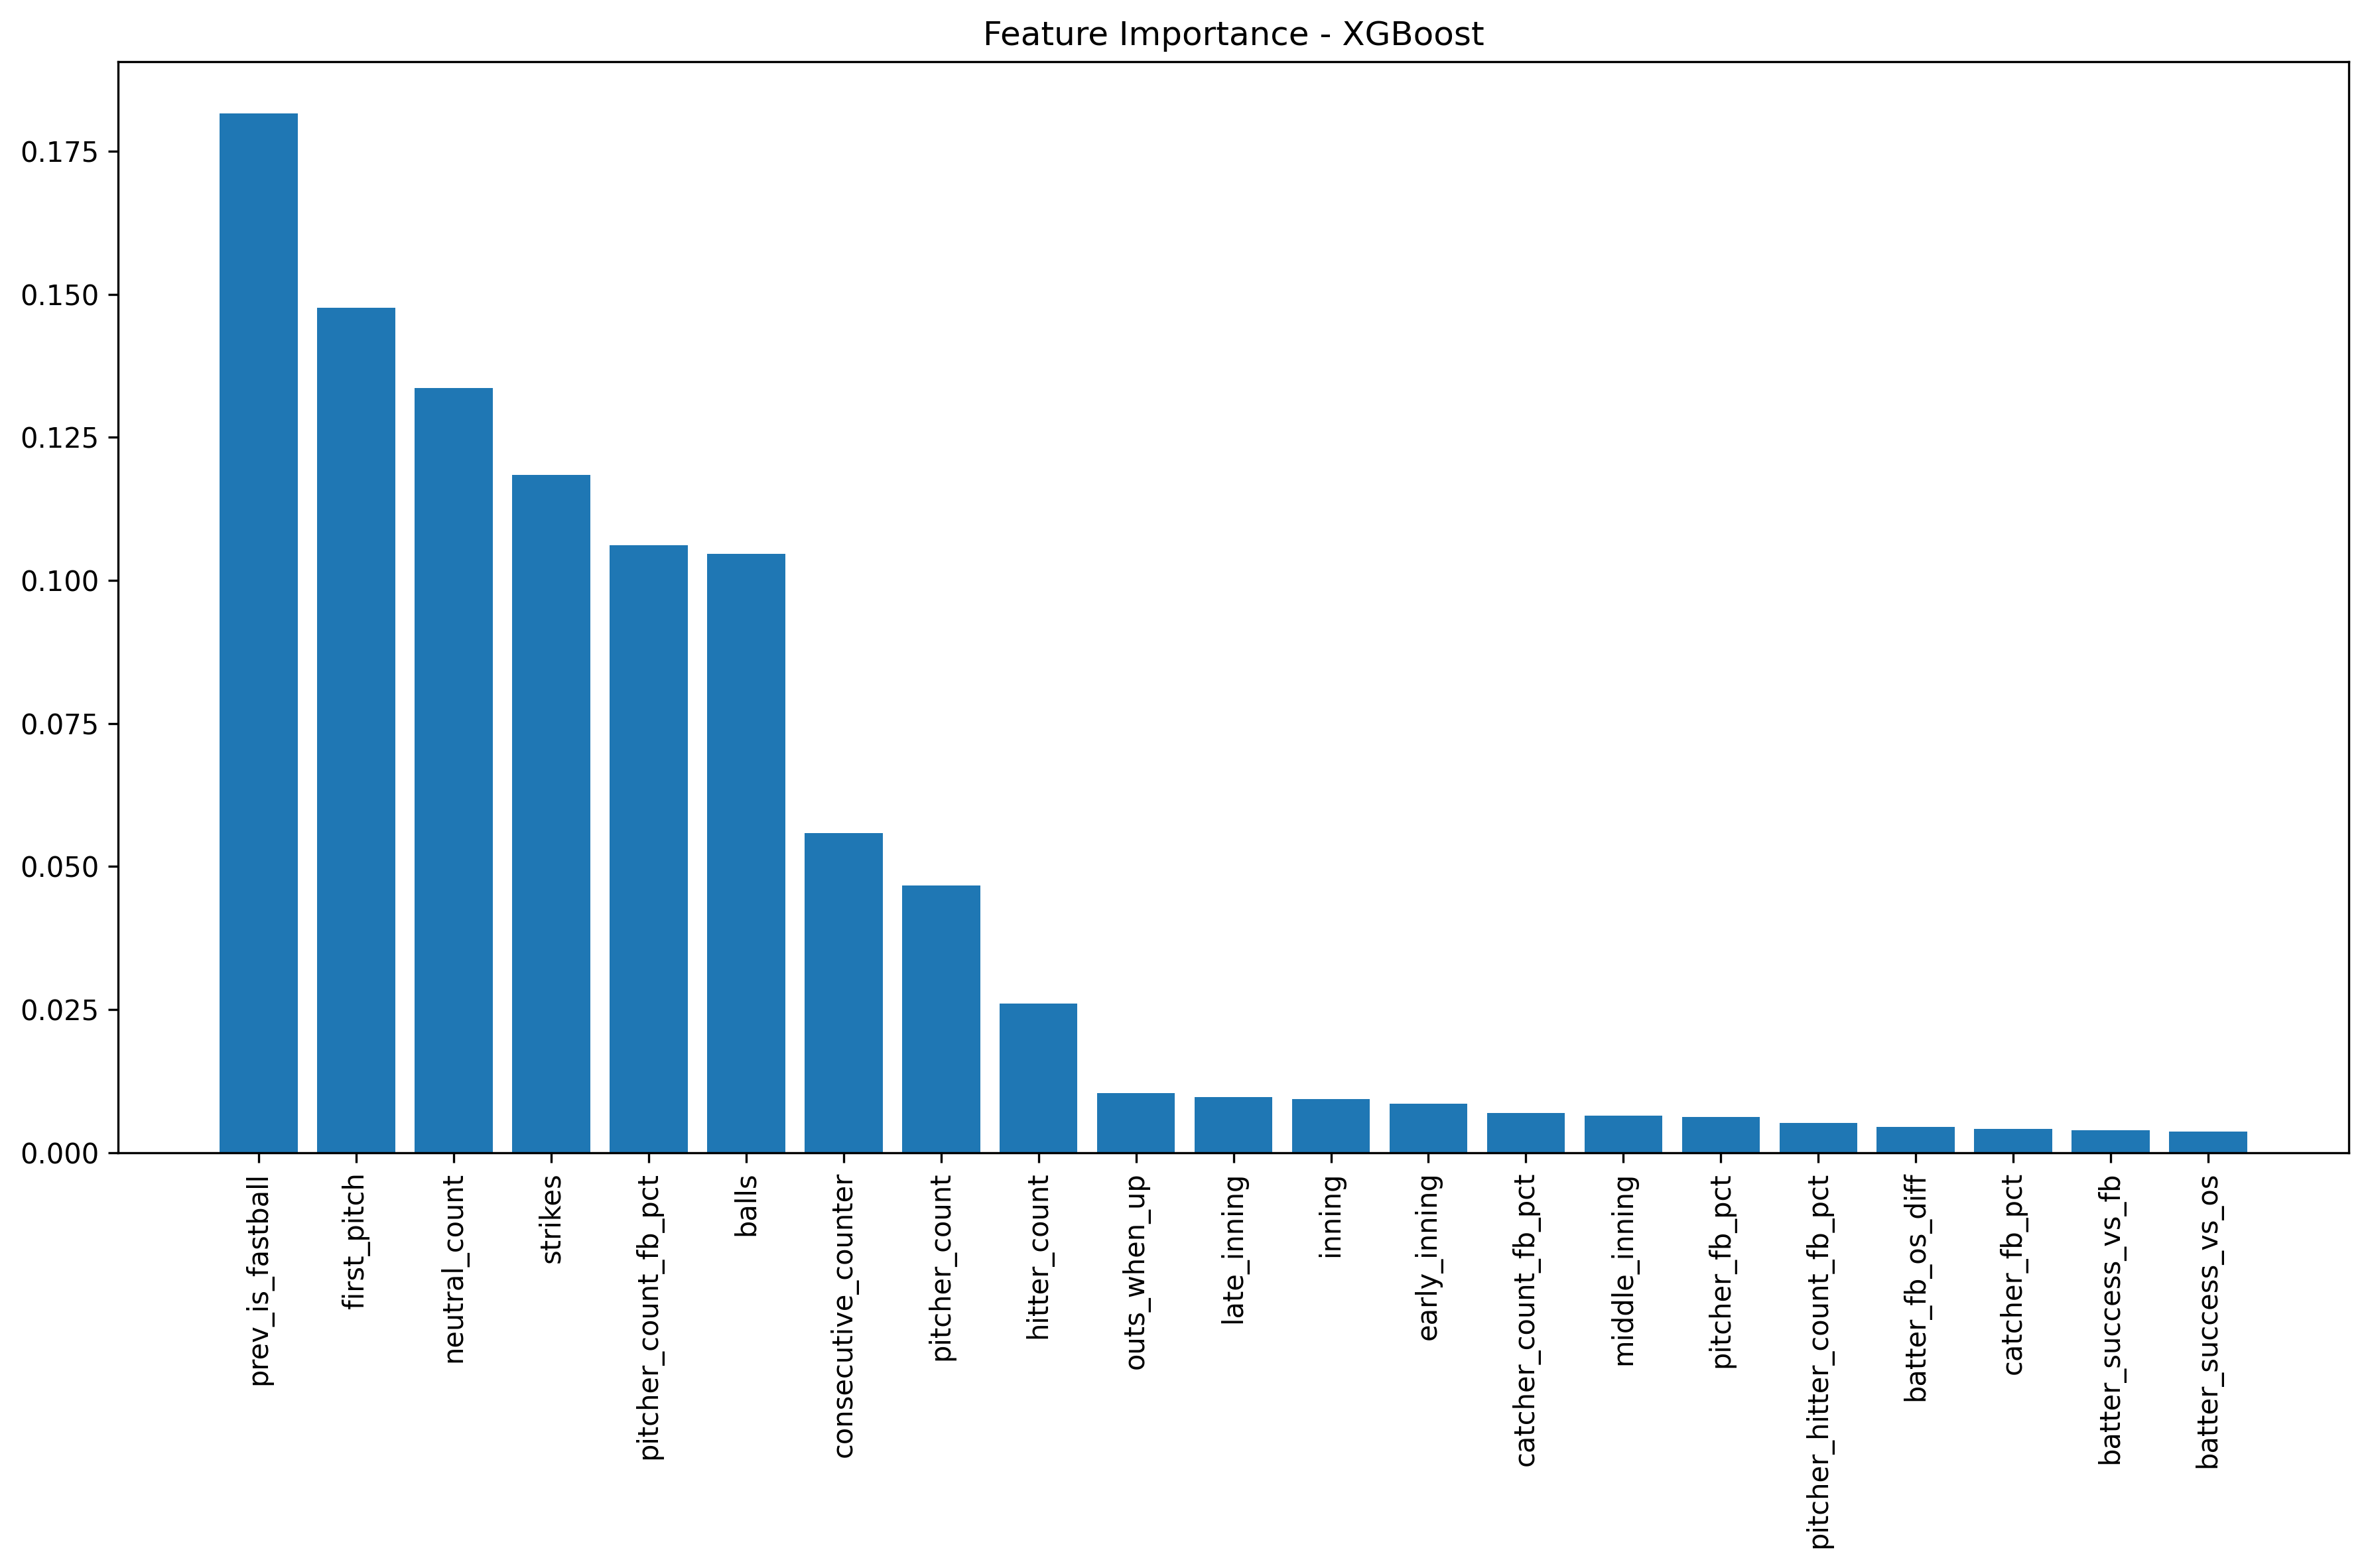 Feature Importance - XGBoost
0.175
0.150
0.125
0.100
0.075
0.050
0.025
0.000
prev_is_fastball
first_pitch
neutral_count
strikes
pitcher_count_fb_pct
balls
consecutive_counter
pitcher_count
hitter_count
outs_when_up
late_inning
inning
early_inning
catcher_count_fb_pct
middle_inning
pitcher_fb_pct
pitcher_hitter_count_fb_pct
batter_fb_os_diff
catcher_fb_pct
batter_success_vs_fb
batter_success_vs_os